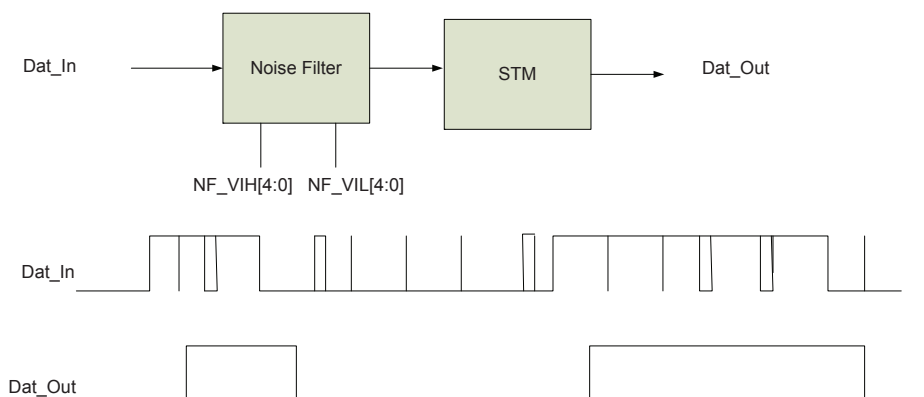 Dat_In
Noise Filter
STM
Dat_Out
NF_VIH[4:0] NF_VIL[4:0]
Dat_In
Dat_Out